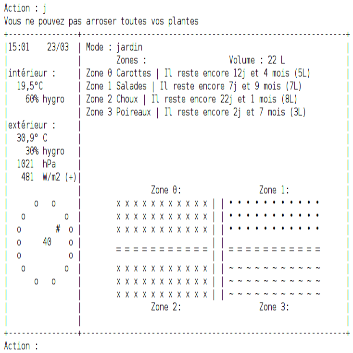 Action : j
Vous ne pouvez pas arroser toutes vos plantes
15:01 23/03 | Mode : jardin
Zones : Volume : 22 L
intérieur : | Zone 0 Carottes | Il reste encore 12j et 4 mois (5L)
19,5°C | Zone 1 Salades | Il reste encore 7j et 9 mois (7L)
60% hygro | Zone 2 Choux | Il reste encore 22j et 1 mois (8L)
Zone 3 Poireaux | Il reste encore 2j et 7 mois (3L)
extérieur :
30,9° C
30% hygro
1021 hPa
481 W/m2 (+)
Zone 0: Zone 1:
o o x x x x x x x x x x x | | • • • • • • • • • • •
o o x x x x x x x x x x x | | • • • • • • • • • • •
o # o x x x x x x x x x x x | | • • • • • • • • • • •
o 40 o = = = = = = = = = = = | | = = = = = = = = = = =
o o
o o x x x x x x x x x x x | | ~ ~ ~ ~ ~ ~ ~ ~ ~ ~ ~
o o x x x x x x x x x x x | | ~ ~ ~ ~ ~ ~ ~ ~ ~ ~ ~
x x x x x x x x x x x | | ~ ~ ~ ~ ~ ~ ~ ~ ~ ~ ~
Zone 2: Zone 3:
Action :